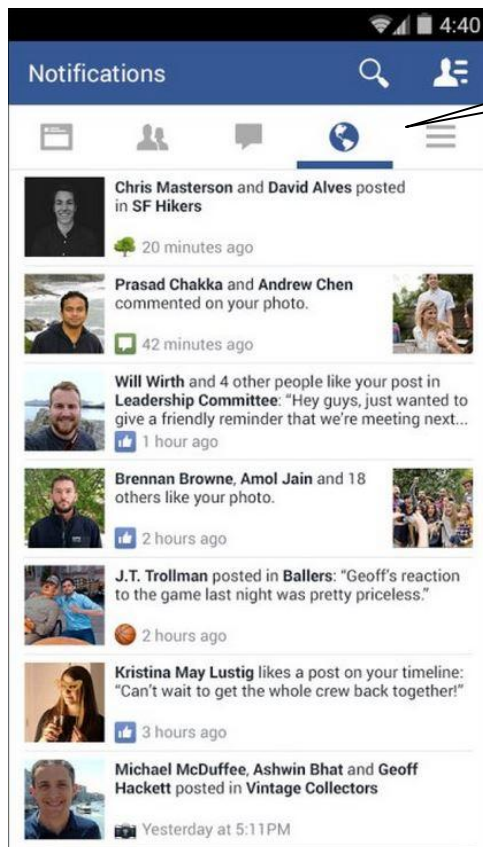 4:40
Notifications
Chris Masterson and David Alves posted
in SF Hikers
20 minutes ago
Prasad Chakka and Andrew Chen
commented on your photo.
42 minutes ago
Will Wirth and 4 other people like your post in
Leadership Committee: “Hey guys, just wanted to
give a friendly reminder that we're meeting next...
1 hour ago
Brennan Browne, Amol Jain and 18
others like your photo.
2 hours ago
J.T. Trollman posted in Ballers: “Geoff's reaction
to the game last night was pretty priceless.”
2 hours ago
Kristina May Lustig likes a post on your timeline:
“Can't wait to get the whole crew back together!”
3 hours ago
Michael McDuffee, Ashwin Bhat and Geoff
Hackett posted in Vintage Collectors
Yesterday at 5:11PM